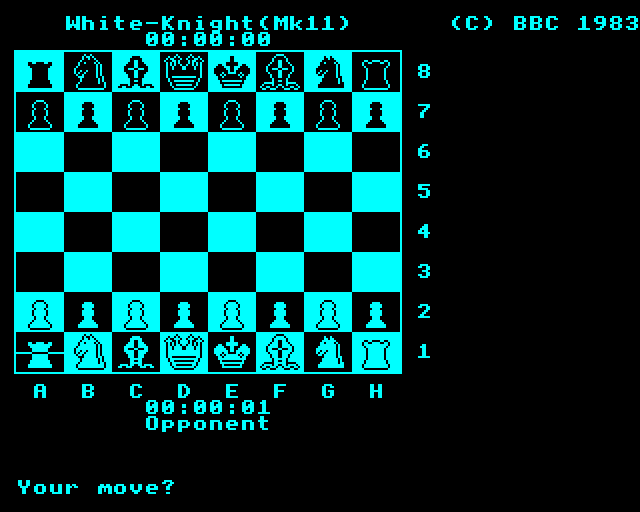 White-Knight(Mk11) (C) BBC 1983
00:00:00
8
7
6
5
4
3
2
1
A B C D E F G H
00:00:01
Opponent
Your move?